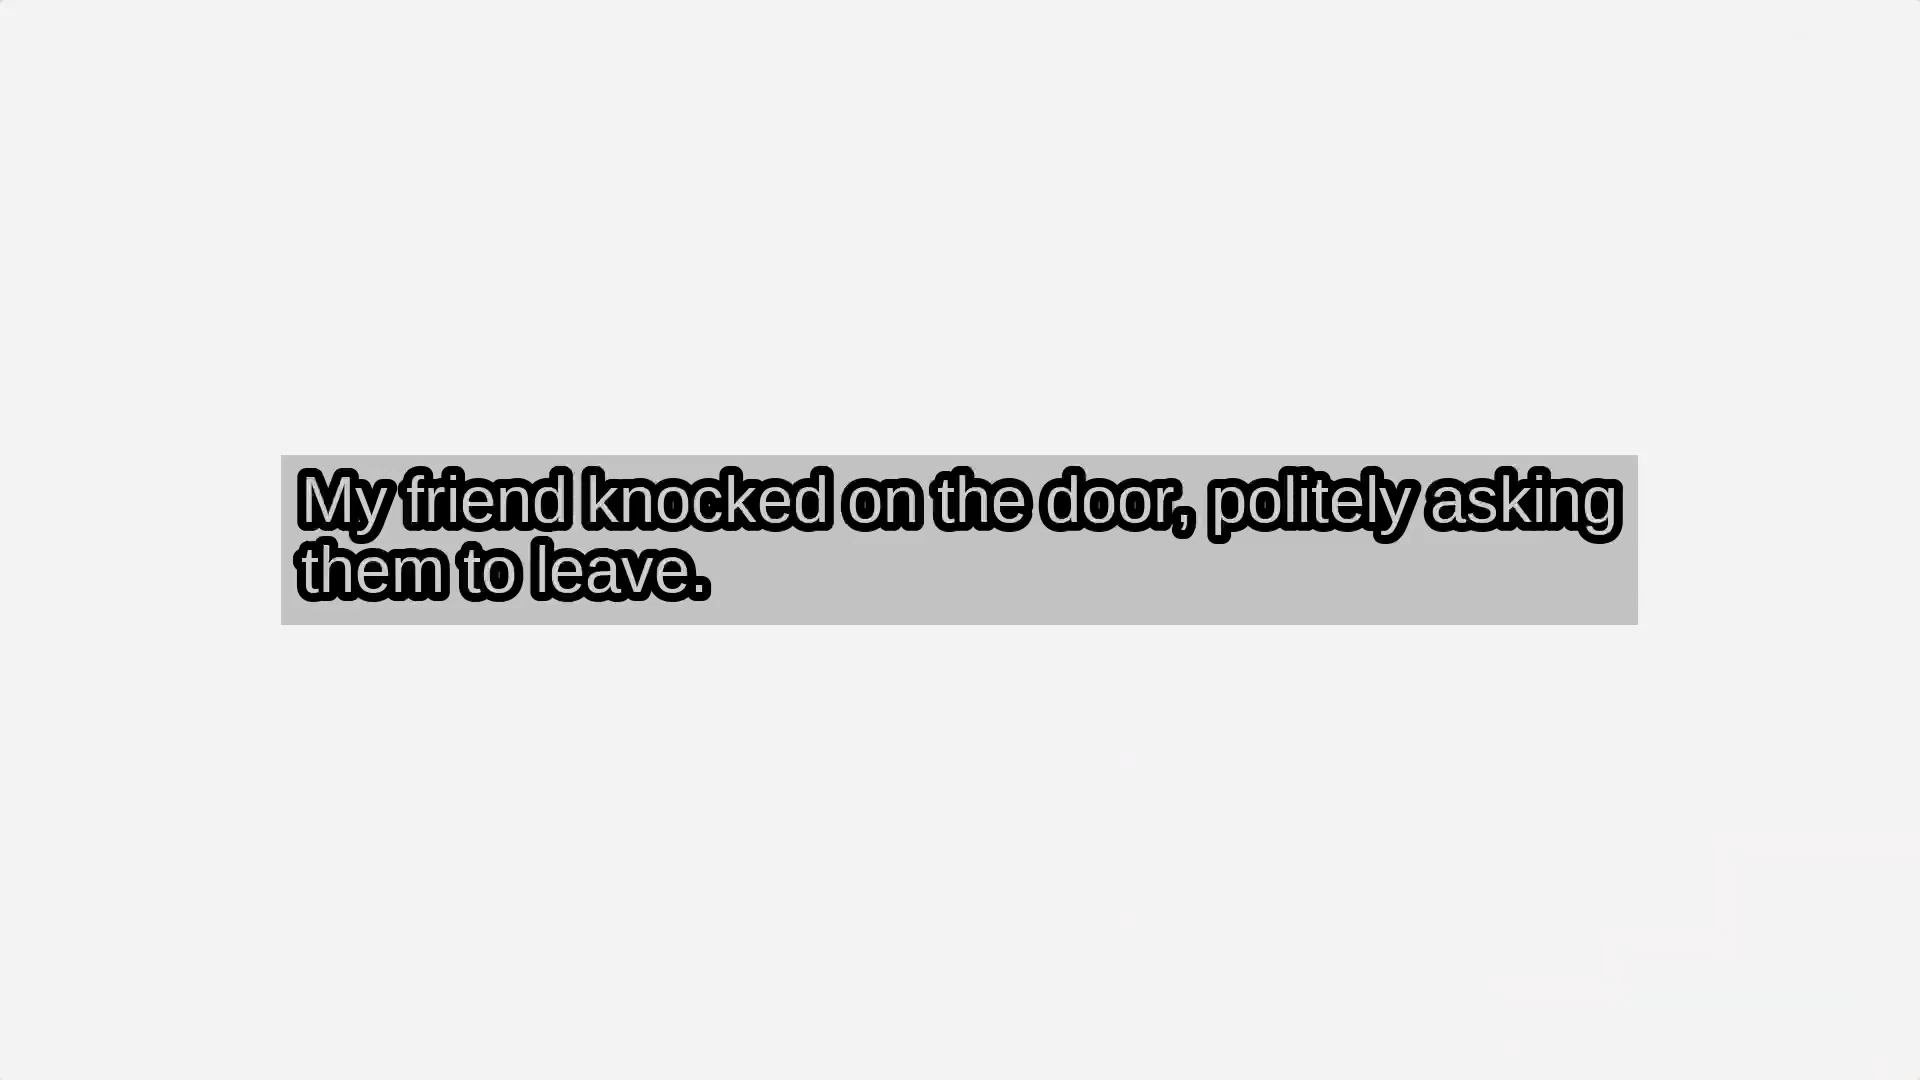 My friend knocked on the door, politely asking
them to leave.